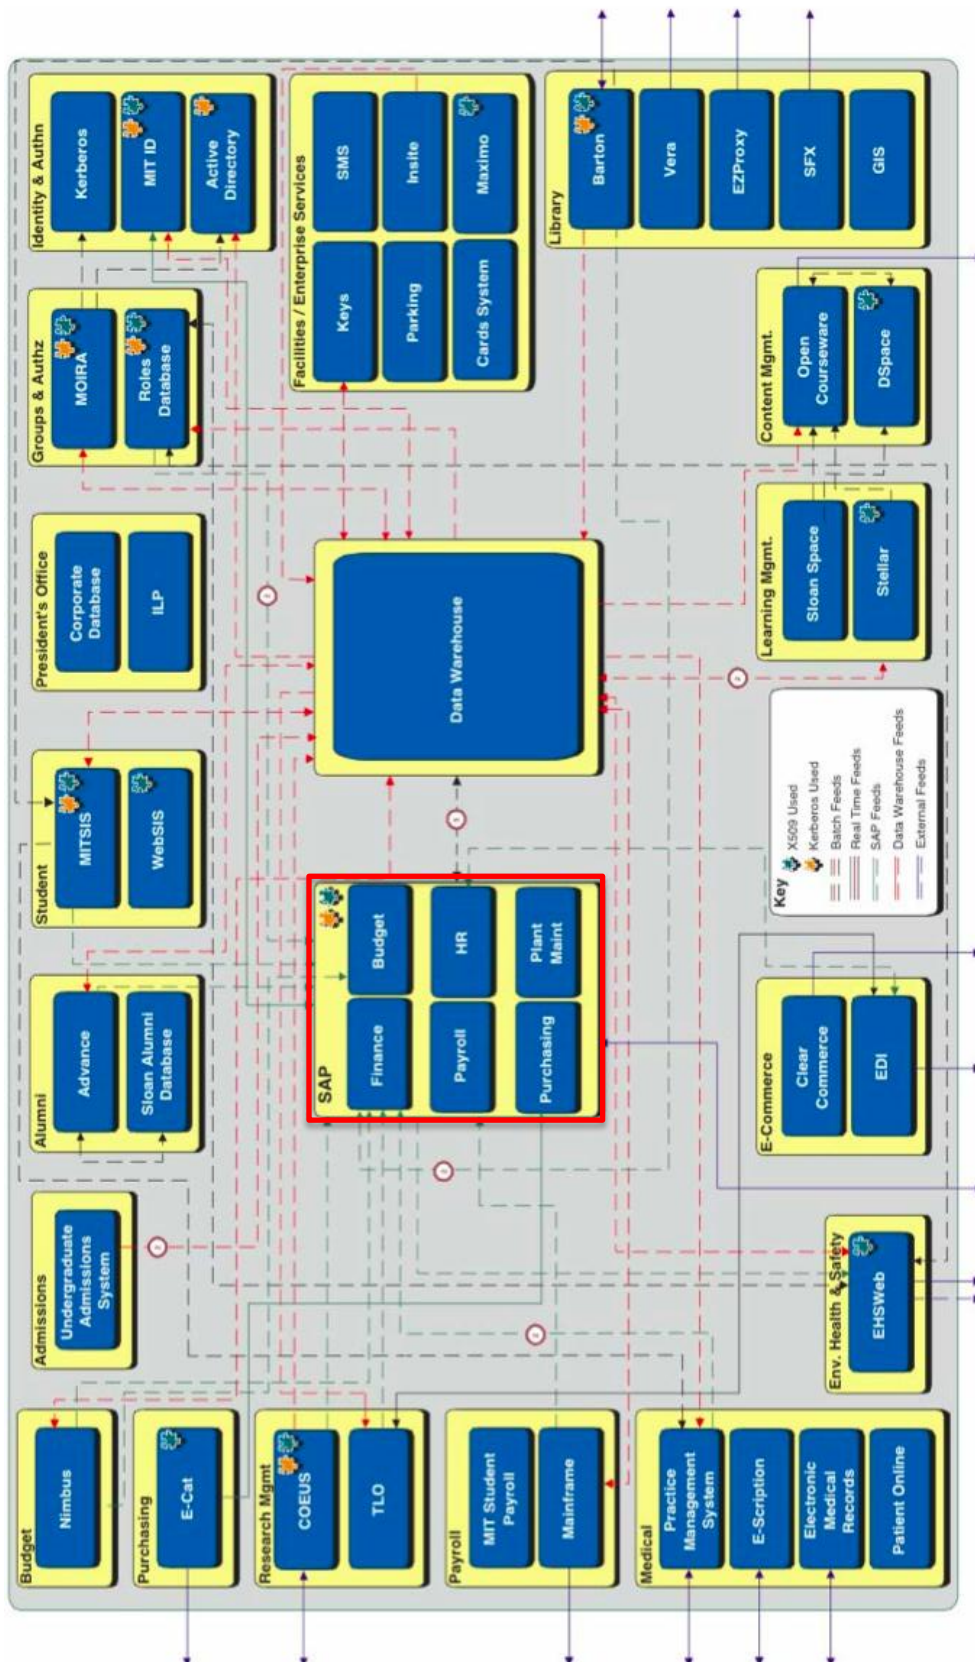 Budget
Nimbus
Purchasing
E-Cat
Research Mgmt
COEUS
TLO
Payroll
MIT Student
Payroll
Mainframe
Medical
Practice
Management
System
E-Scription
Electronic
Medical
Records
Patient Online
Admissions
Undergraduate
Admissions
System
Env. Health & Safety
EHSWeb
Alumni
Advance
Sloan Alumni
Database
SAP
Finance
Budget
Payroll
HR
Purchasing
Plant
Maint
E-Commerce
Clear
Commerce
EDI
Student
MITSIS
WebSIS
Key
X509 Used
Kerberos Used
Batch Feeds
Real Time Feeds
SAP Feeds
Data Warehouse Feeds
External Feeds
President's Office
Corporate
Database
ILP
Data Warehouse
Learning Mgmt.
Sloan Space
Stellar
Groups & Authz
MOIRA
Roles
Database
Content Mgmt.
Open
Courseware
DSpace
Identity & Authn
Kerberos
MIT ID
Active
Directory
Facilities / Enterprise Services
Keys
SMS
Parking
Insite
Cards System
Maximo
Library
Barton
Vera
EZProxy
SFX
GIS